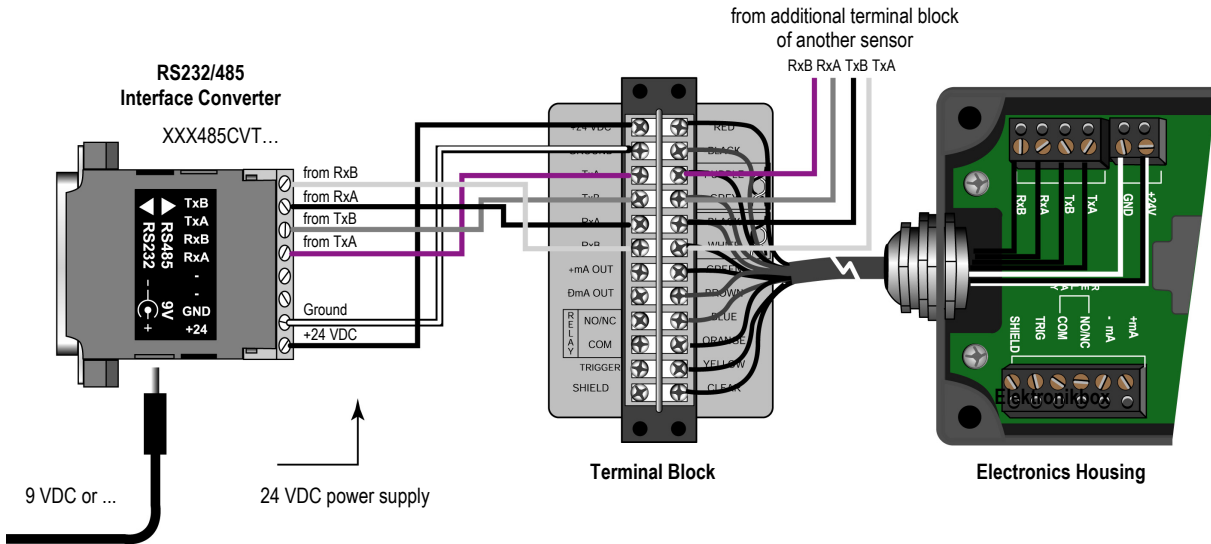 from additional terminal block
of another sensor
RxB RxA TxB TxA
RS232/485
Interface Converter
XXX485CVT…
from RxB
from RxA
from TxB
from TxA
Ground
+24 VDC
TxB
TxA
RxB
RxA
-
-
GND
+24
RS485
RS232
9V
- +
+24 VDC
GROUND
TxA
TxB
RxA
RxB
+mA OUT
ÐmA OUT
RELAY
NO/NC
COM
TRIGGER
SHIELD
RED
BLACK
PURPLE
GREY
BLACK
WHITE
GREEN
BROWN
BLUE
ORANGE
YELLOW
CLEAR
RxB
RxA
TxB
TxA
GND
+24V
SHIELD
TRIG
COM
NO/NC
- mA
+mA
Elektronikbox
Terminal Block
Electronics Housing
9 VDC or ...
24 VDC power supply